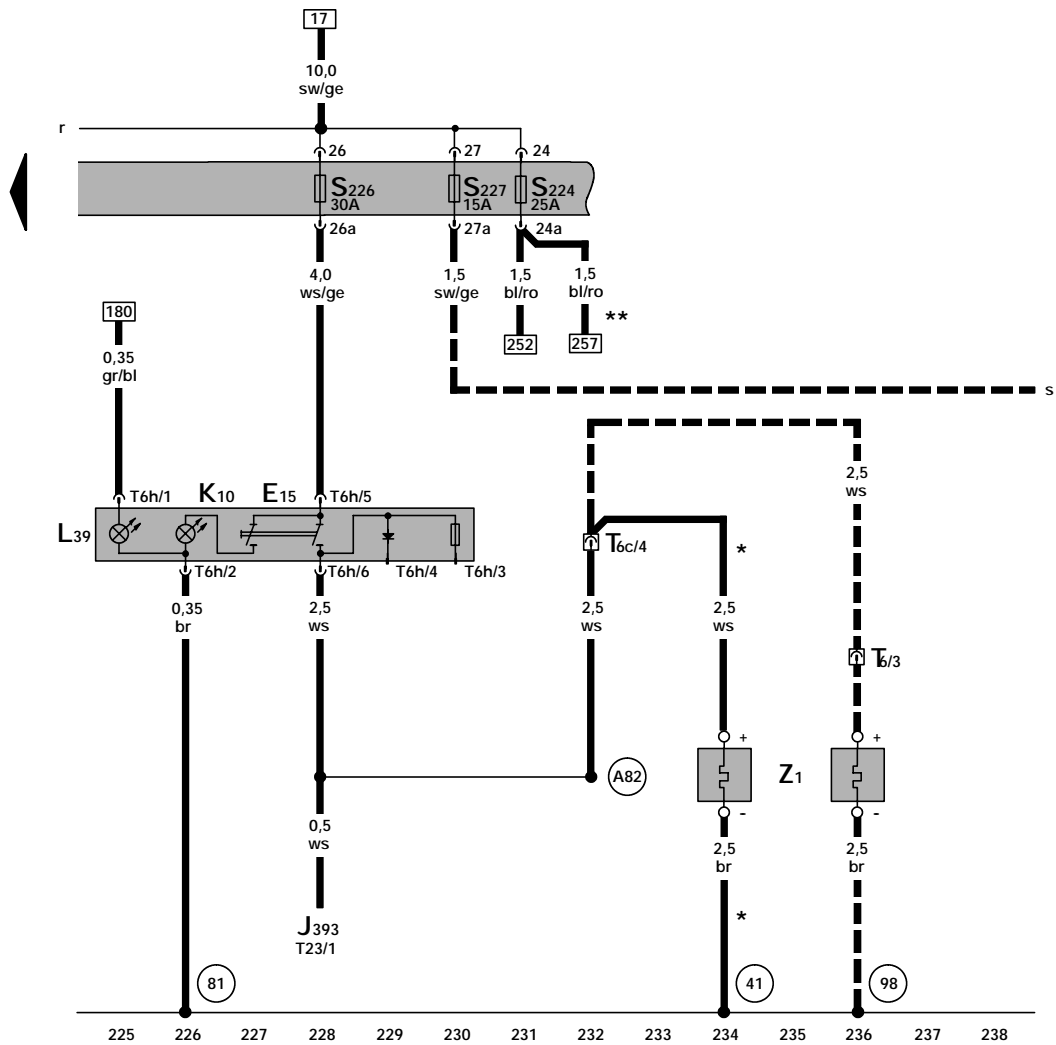 17
10,0
sw/ge
r
26
27
24
S226
30A
S227
15A
S224
25A
26a
27a
24a
4,0
ws/ge
1,5
sw/ge
1,5
bl/ro
1,5
bl/ro
**
180
252
257
0,35
gr/bl
s
2,5
ws
T6h/1
K10
E15
T6h/5
L39
T6c/4
*
T6h/2
T6h/6
T6h/4
T6h/3
0,35
br
2,5
ws
2,5
ws
2,5
ws
T6/3
+
+
Z1
A82
-
-
0,5
ws
2,5
br
2,5
br
J393
T23/1
*
81
41
98
225 226 227 228 229 230 231 232 233 234 235 236 237 238